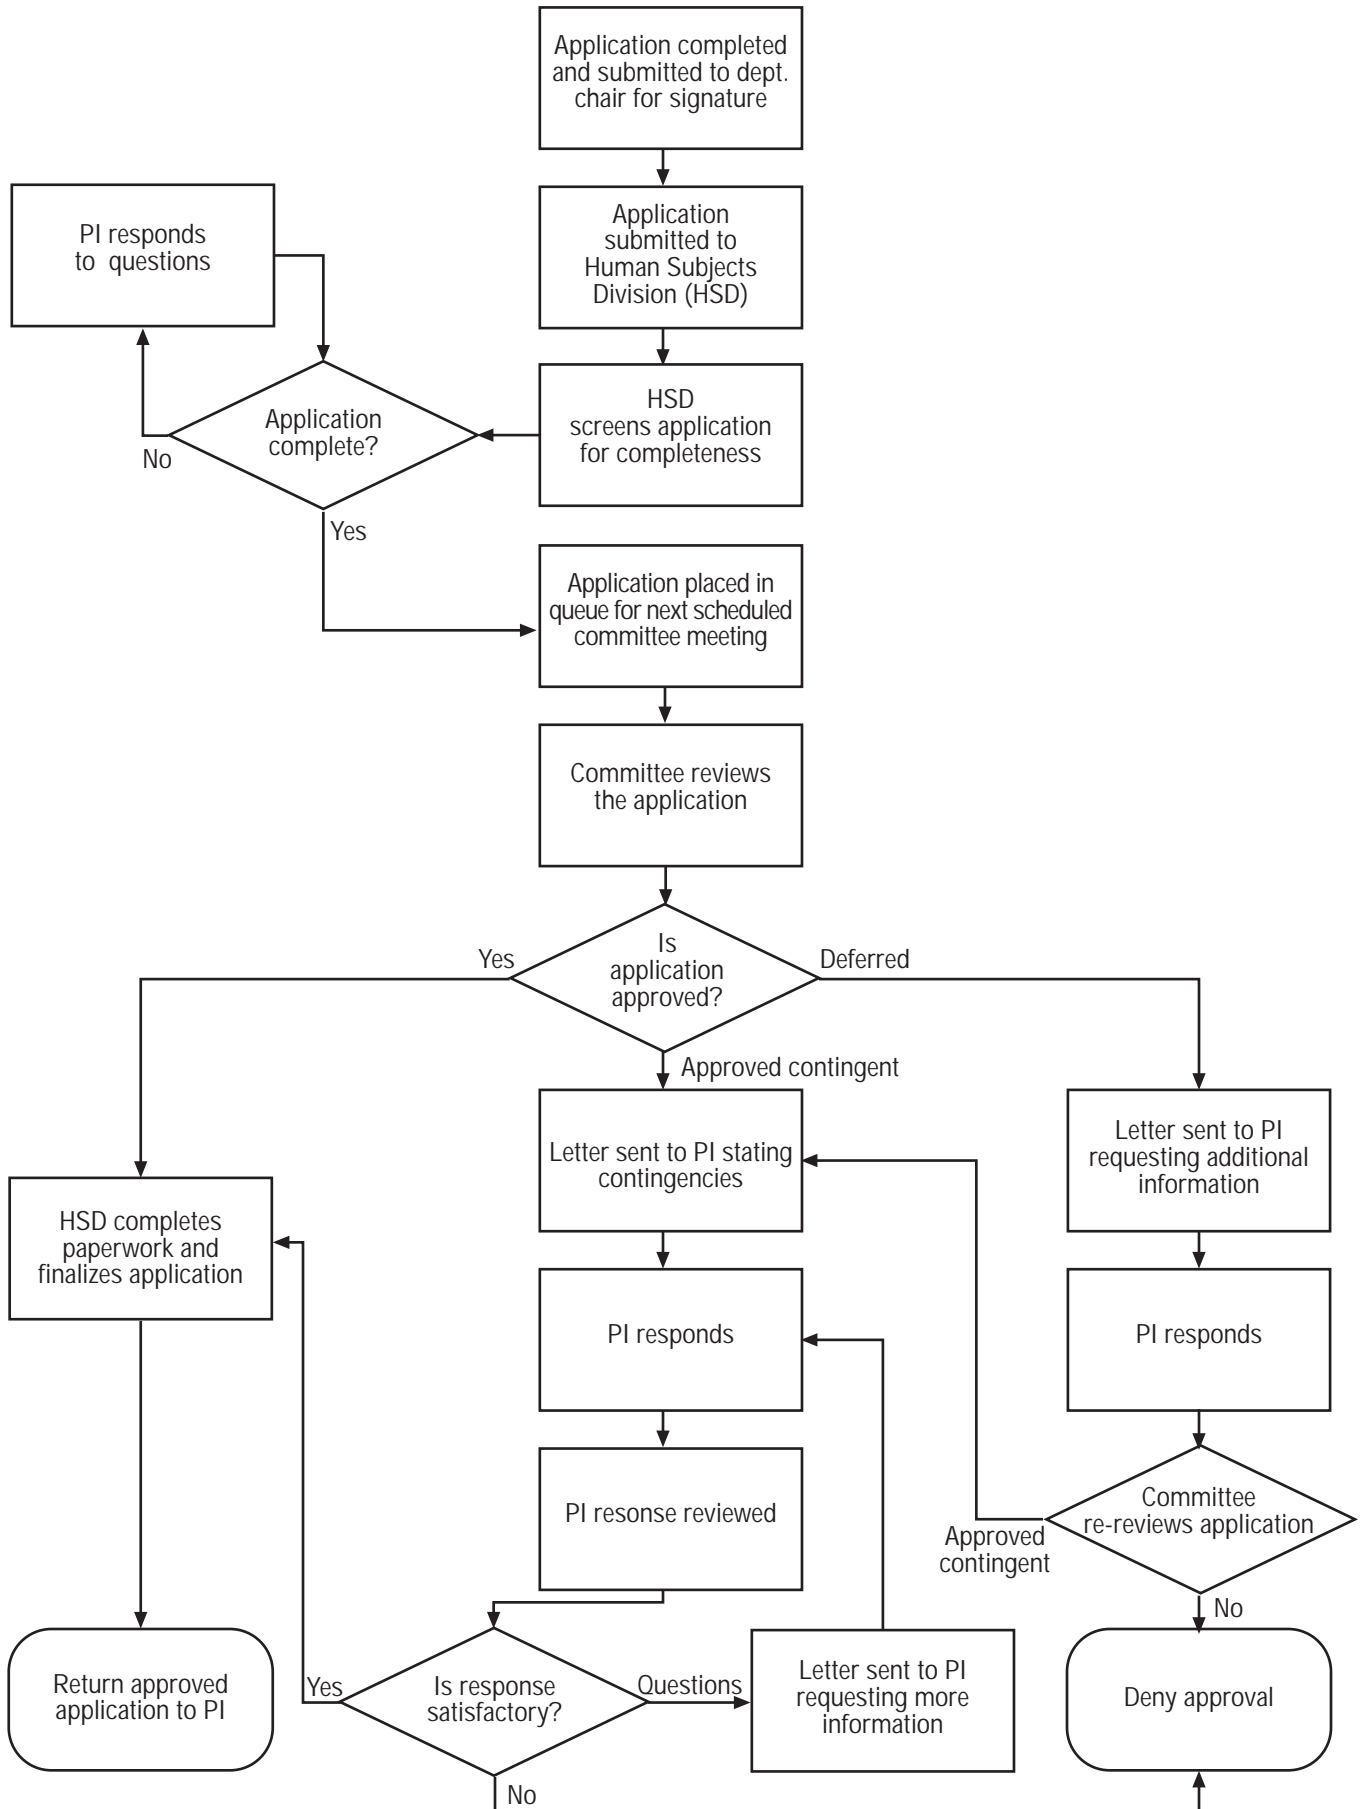 Application completed
and submitted to dept.
chair for signature
PI responds
to questions
Application
submitted to
Human Subjects
Division (HSD)
Application
complete?
No
Yes
HSD
screens application
for completeness
Application placed in
queue for next scheduled
committee meeting
Committee reviews
the application
Is
application
approved?
Yes
Deferred
Approved contingent
Letter sent to PI stating
contingencies
Letter sent to PI
requesting additional
information
HSD completes
paperwork and
finalizes application
PI responds
PI responds
PI resonse reviewed
Committee
re-reviews application
Approved
contingent
No
Return approved
application to PI
Yes
Is response
satisfactory?
Questions
Letter sent to PI
requesting more
information
Deny approval
No